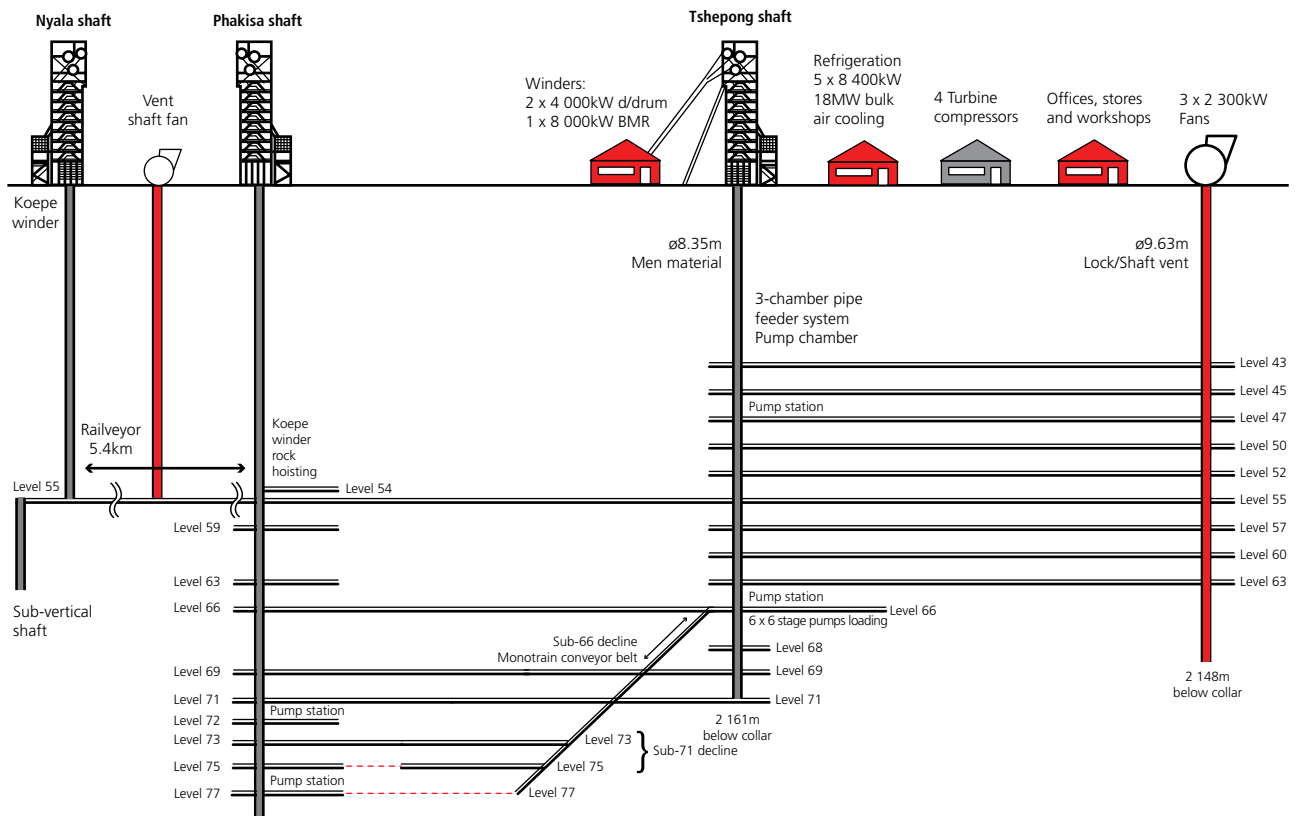 Nyala shaft
Phakisa shaft
Tshepong shaft
Vent
shaft fan
Winders:
2 x 4 000kW d/drum
1 x 8 000kW BMR
Refrigeration
5 x 8 400kW
18MW bulk
air cooling
4 Turbine
compressors
Offices, stores
and workshops
3 x 2 300kW
Fans
Koepe
winder
ø8.35m
Men material
ø9.63m
Lock/Shaft vent
3-chamber pipe
feeder system
Pump chamber
Level 43
Level 45
Pump station
Level 47
Railveyor
5.4km
Koepe
winder
rock
hoisting
Level 50
Level 52
Level 55
Level 54
Level 55
Level 59
Level 57
Level 60
Level 63
Level 63
Sub-vertical
shaft
Level 66
Pump station
6 x 6 stage pumps loading
Level 66
Sub-66 decline
Monotrain conveyor belt
Level 68
Level 69
Level 69
2 148m
below collar
Level 71
Level 71
Pump station
Level 72
2 161m
below collar
Level 73
Level 73
Sub-71 decline
Level 75
Level 75
Pump station
Level 77
Level 77